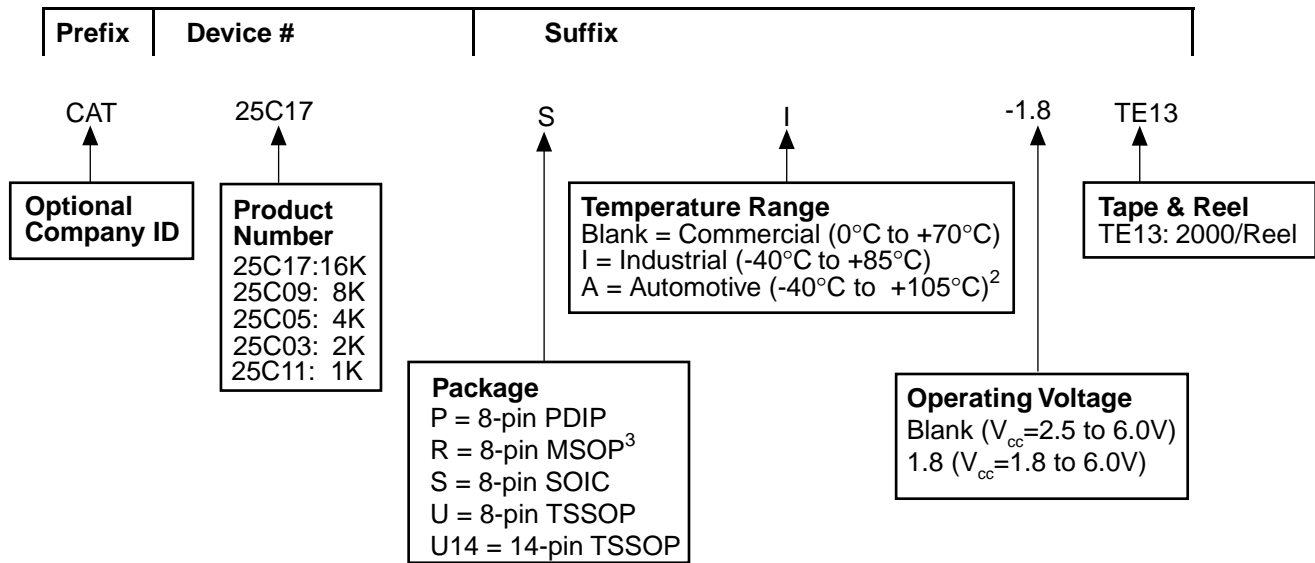 Prefix Device # Suffix
CAT 25C17 S I -1.8 TE13
Optional
Company ID
Product
Number
25C17:16K
25C09: 8K
25C05: 4K
25C03: 2K
25C11: 1K
Package
P = 8-pin PDIP
R = 8-pin MSOP3
S = 8-pin SOIC
U = 8-pin TSSOP
U14 = 14-pin TSSOP
Temperature Range
Blank = Commercial (0°C to +70°C)
I = Industrial (-40°C to +85°C)
A = Automotive (-40°C to +105°C)2
Operating Voltage
Blank (Vcc=2.5 to 6.0V)
1.8 (Vcc=1.8 to 6.0V)
Tape & Reel
TE13: 2000/Reel